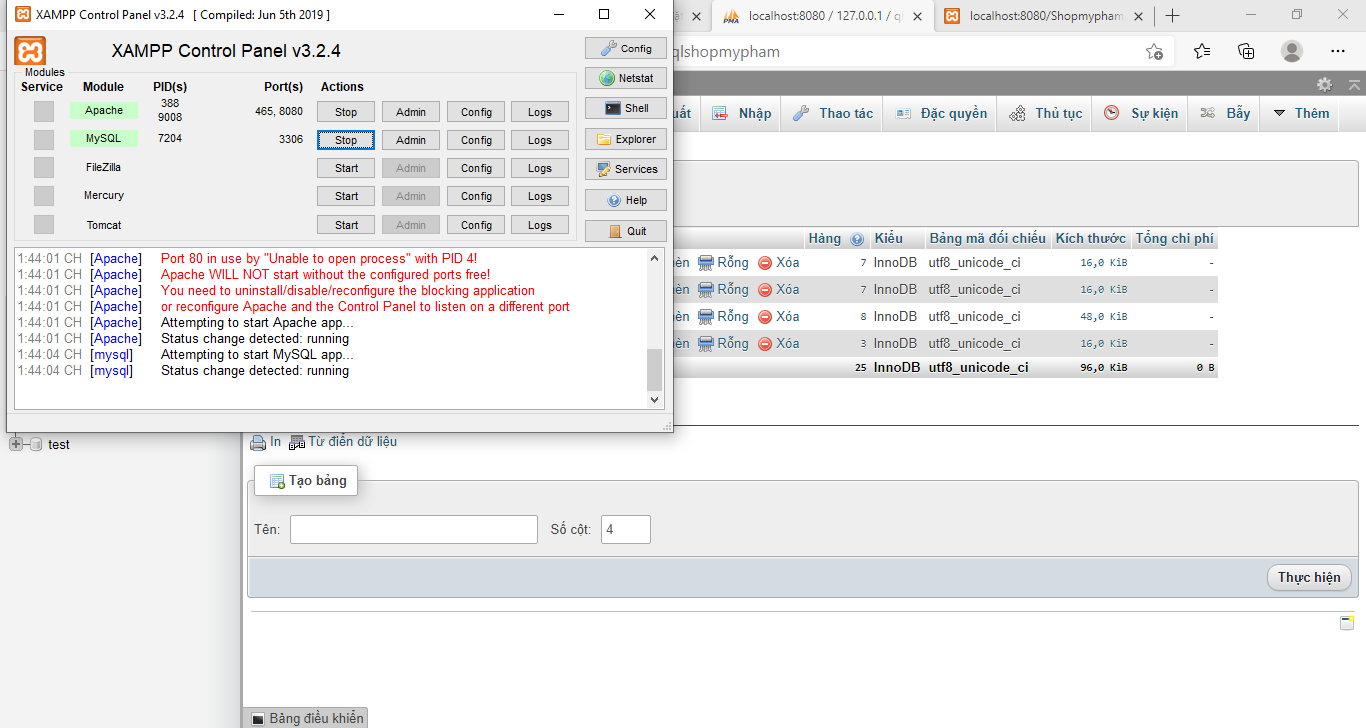 XAMPP Control Panel v3.2.4 [ Compiled: Jun 5th 2019 ]
XAMPP Control Panel v3.2.4
Modules
Service Module PID(s) Port(s) Actions
Apache 388 9008 465, 8080 Stop Admin Config Logs
MySQL 7204 3306 Stop Admin Config Logs
FileZilla Start Admin Config Logs
Mercury Start Admin Config Logs
Tomcat Start Admin Config Logs
Config
Netstat
Shell
Explorer
Services
Help
Quit
1:44:01 CH [Apache] Port 80 in use by "Unable to open process" with PID 4!
1:44:01 CH [Apache] Apache WILL NOT start without the configured ports free!
1:44:01 CH [Apache] You need to uninstall/disable/reconfigure the blocking application
1:44:01 CH [Apache] or reconfigure Apache and the Control Panel to listen on a different port
1:44:01 CH [Apache] Attempting to start Apache app...
1:44:01 CH [Apache] Status change detected: running
1:44:04 CH [mysql] Attempting to start MySQL app...
1:44:04 CH [mysql] Status change detected: running
localhost:8080 / 127.0.0.1 / ql
localhost:8080/Shopmypham
qlshopmypham
uất Nhập Thao tác Đặc quyền Thủ tục Sự kiện Bẫy Thêm
Hàng Kiểu Bảng mã đối chiếu Kích thước Tổng chi phí
èn Rỗng Xóa 7 InnoDB utf8_unicode_ci 16,0 KiB -
èn Rỗng Xóa 7 InnoDB utf8_unicode_ci 16,0 KiB -
èn Rỗng Xóa 8 InnoDB utf8_unicode_ci 48,0 KiB -
èn Rỗng Xóa 3 InnoDB utf8_unicode_ci 16,0 KiB -
25 InnoDB utf8_unicode_ci 96,0 KiB 0 B
test
In Từ điển dữ liệu
Tạo bảng
Tên: Số cột: 4
Thực hiện
Bảng điều khiển